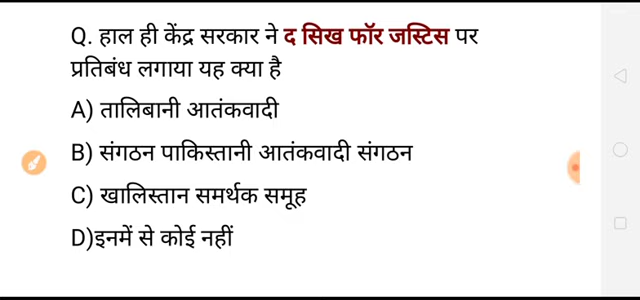 Q. हाल ही केंद्र सरकार ने द सिख फॉर जस्टिस पर
प्रतिबंध लगाया यह क्या है
A) तालिबानी आतंकवादी
B) संगठन पाकिस्तानी आतंकवादी संगठन
C) खालिस्तान समर्थक समूह
D)इनमें से कोई नहीं